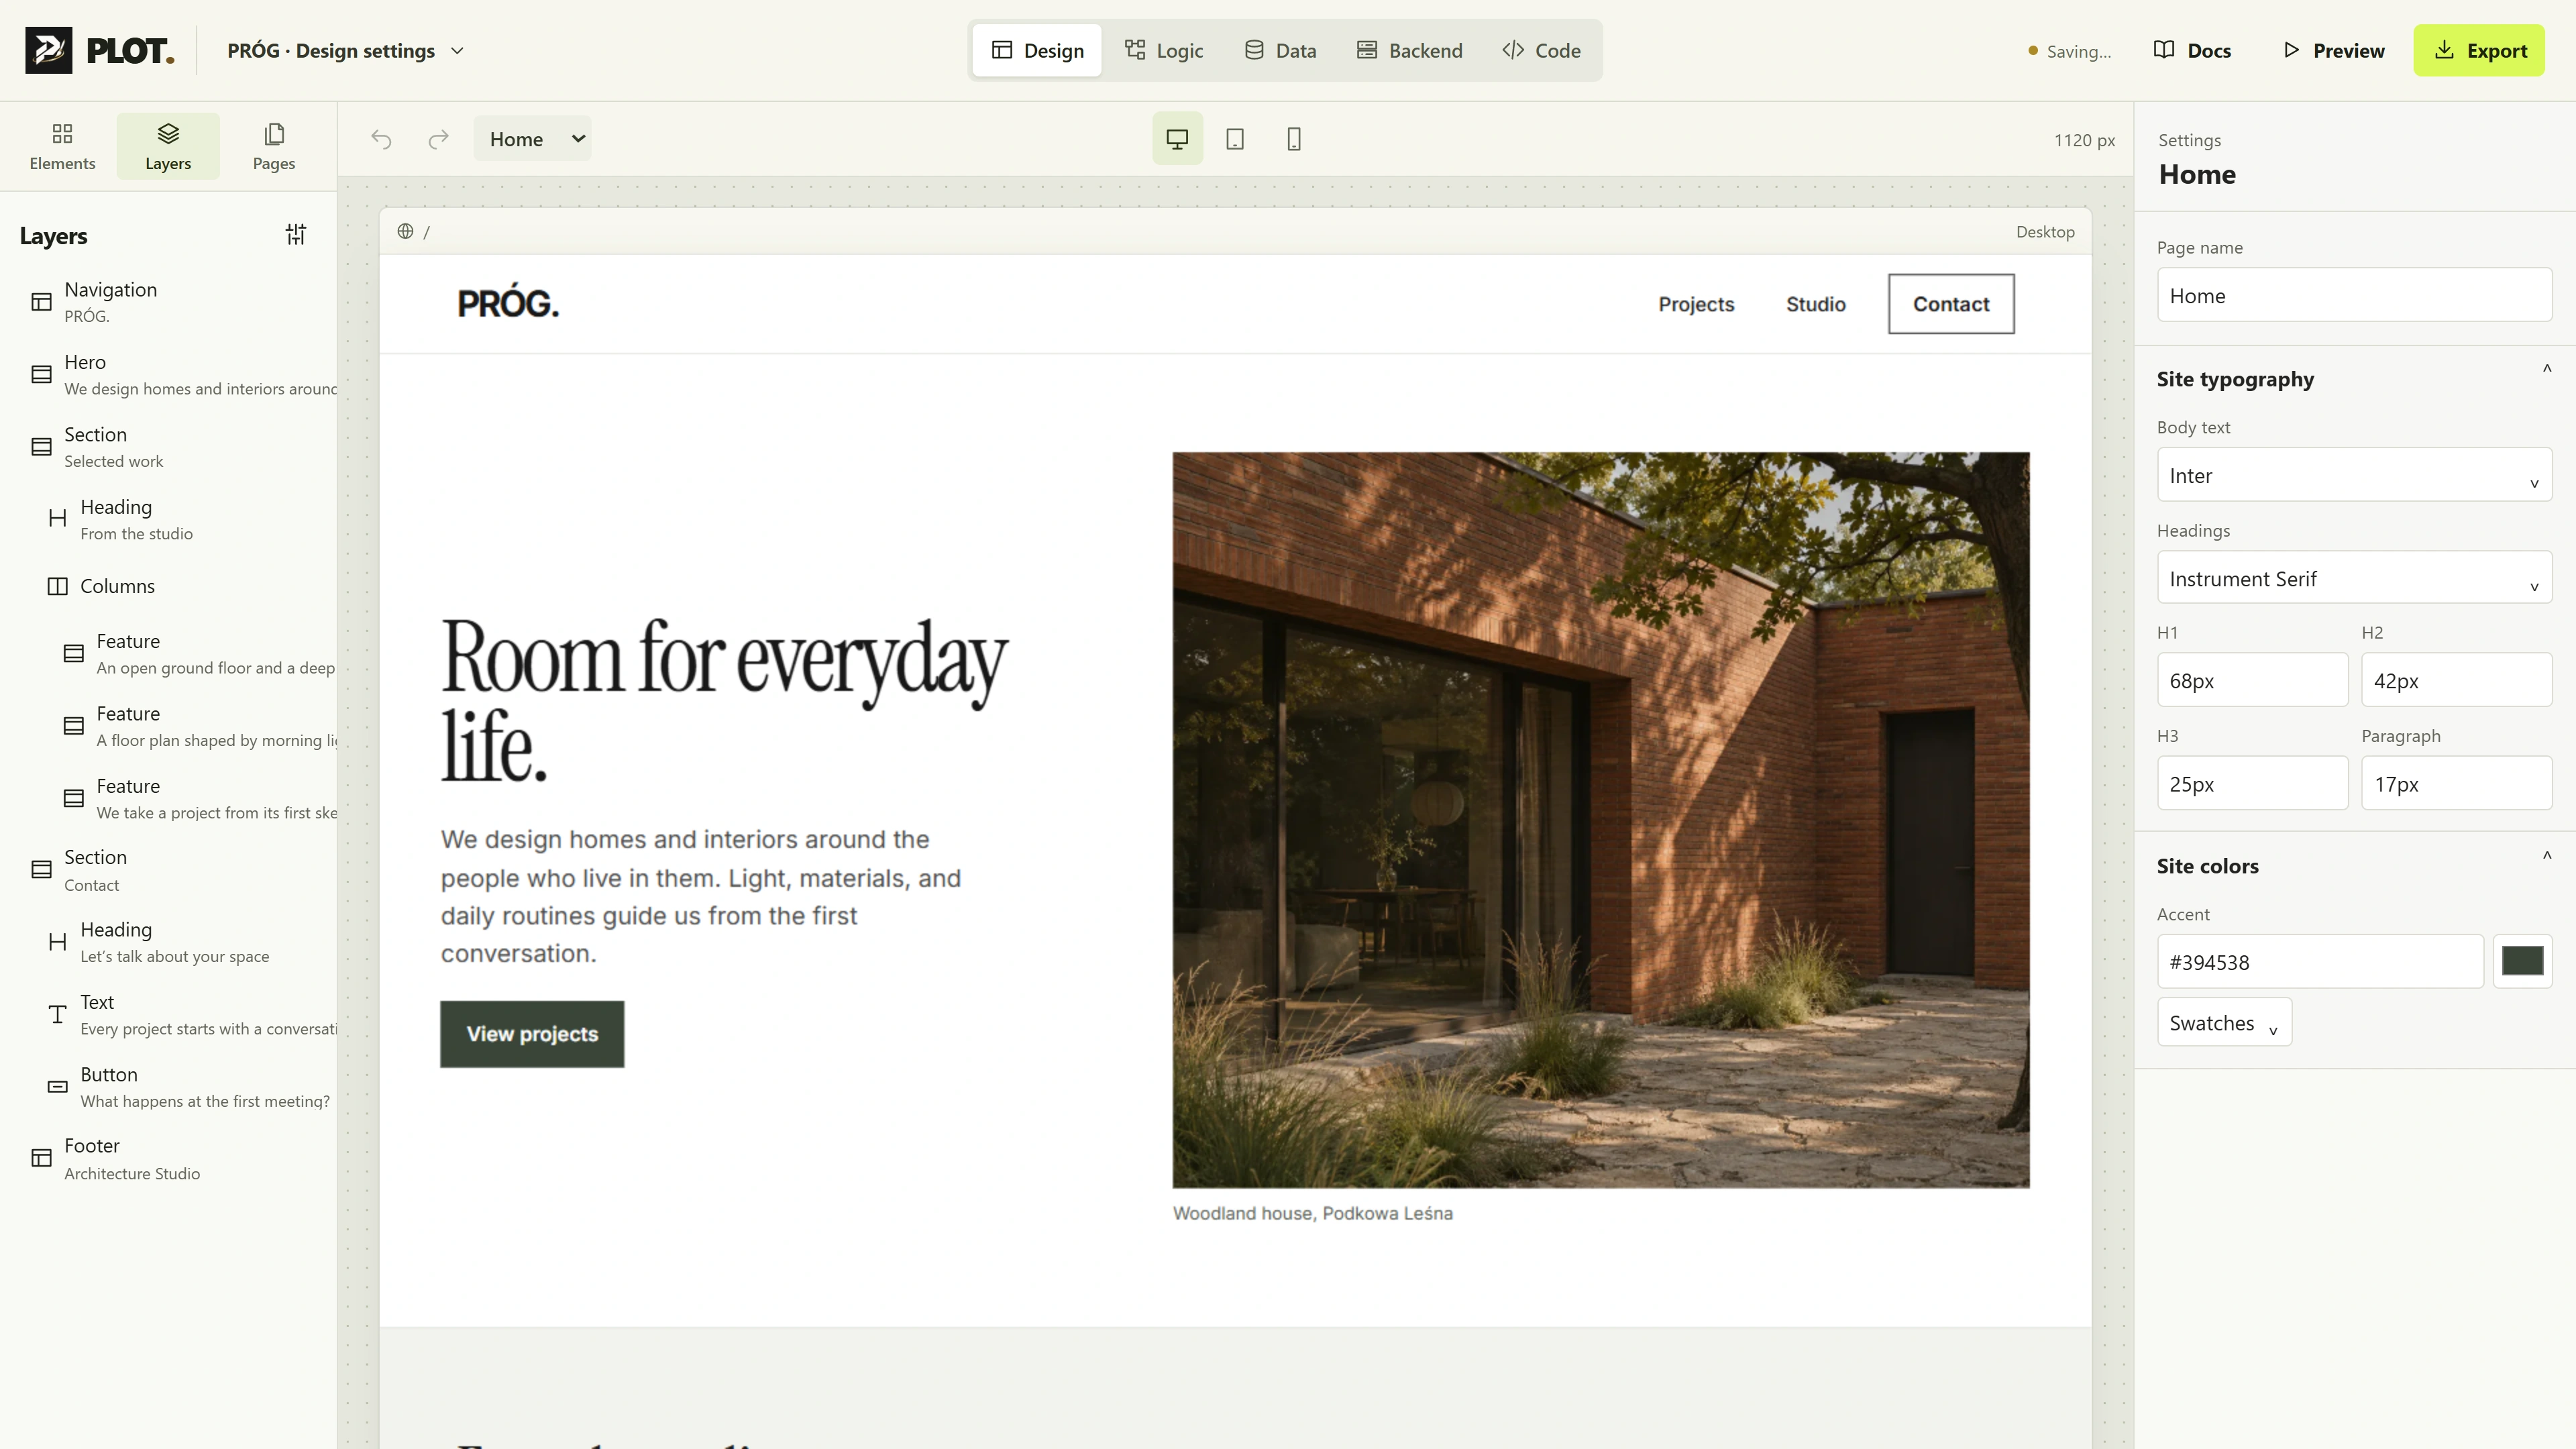 PLOT.
PRÓG · Design settings
Design
Logic
Data
Backend
Code
Saving...
Docs
Preview
Export
Elements
Layers
Pages
Home
1120 px
Layers
Navigation
PRÓG.
Hero
We design homes and interiors around
Section
Selected work
Heading
From the studio
Columns
Feature
An open ground floor and a deep
Feature
A floor plan shaped by morning
Feature
We take a project from its first
Section
Contact
Heading
Let's talk about your space
Text
Every project starts with a
Button
What happens at the first meeting?
Footer
Architecture Studio
/
Desktop
PRÓG.
Projects
Studio
Contact
Room for everyday
life.
We design homes and interiors around the
people who live in them. Light, materials, and
daily routines guide us from the first
conversation.
View projects
Woodland house, Podkowa Leśna
Settings
Home
Page name
Home
Site typography
Body text
Inter
Headings
Instrument Serif
H1
H2
68px
42px
H3
Paragraph
25px
17px
Site colors
Accent
#394538
Swatches